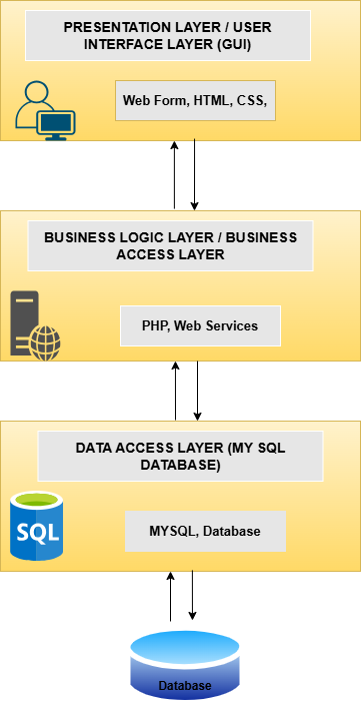 PRESENTATION LAYER / USER
INTERFACE LAYER (GUI)
Web Form, HTML, CSS,
BUSINESS LOGIC LAYER / BUSINESS
ACCESS LAYER
PHP, Web Services
DATA ACCESS LAYER (MY SQL
DATABASE)
SQL
MYSQL, Database
Database